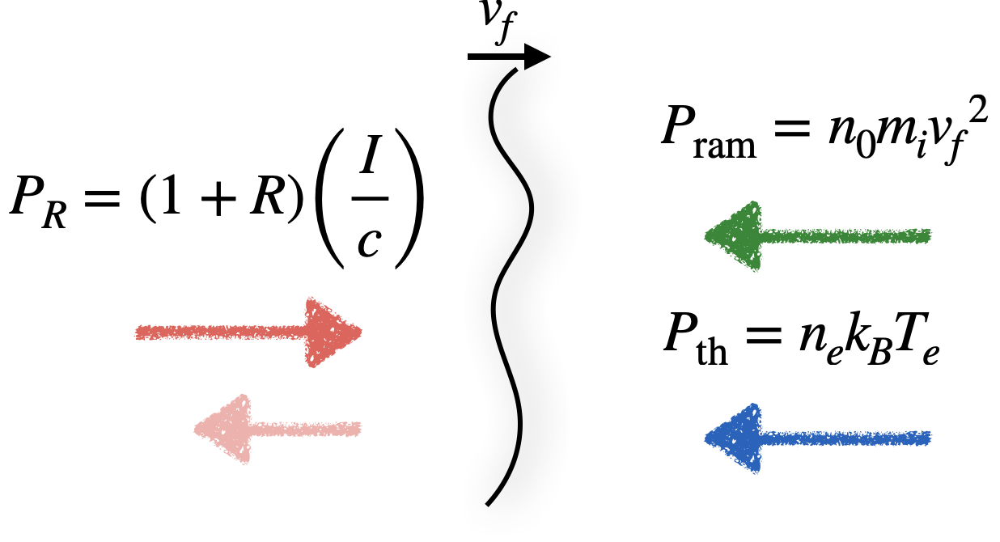 v_f
P_R = (1 + R)(I/c)
P_ram = n_0 m_i v_f^2
P_th = n_e k_B T_e